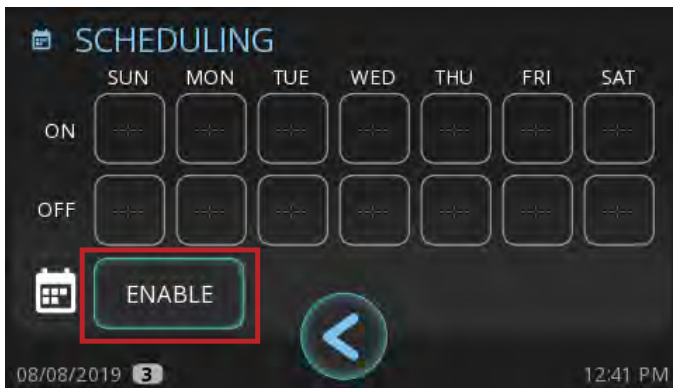 SCHEDULING
SUN MON TUE WED THU FRI SAT
ON --:-- --:-- --:-- --:-- --:-- --:-- --:--
OFF --:-- --:-- --:-- --:-- --:-- --:-- --:--
ENABLE
08/08/2019 3 12:41 PM